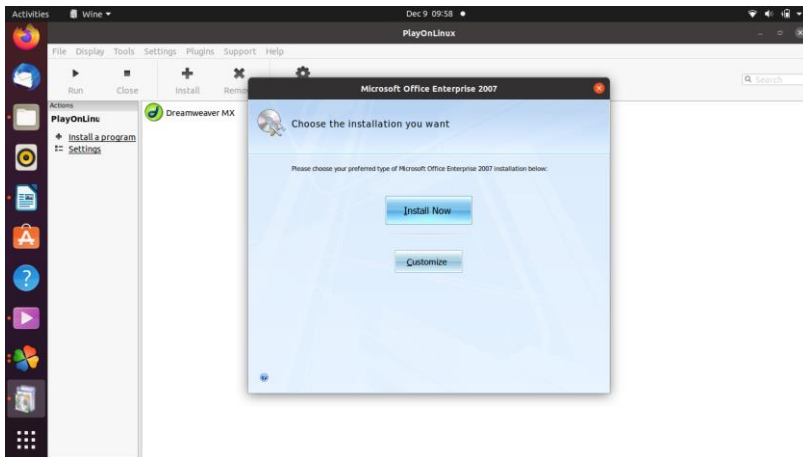 Activities
Wine
Dec 9 09:58
PlayOnLinux
File Display Tools Settings Plugins Support Help
Run
Close
Install
Remo
Search
Actions
PlayOnLinu
Install a program
Settings
Dreamweaver MX
Microsoft Office Enterprise 2007
Choose the installation you want
Please choose your preferred type of Microsoft Office Enterprise 2007 installation below:
Install Now
Customize